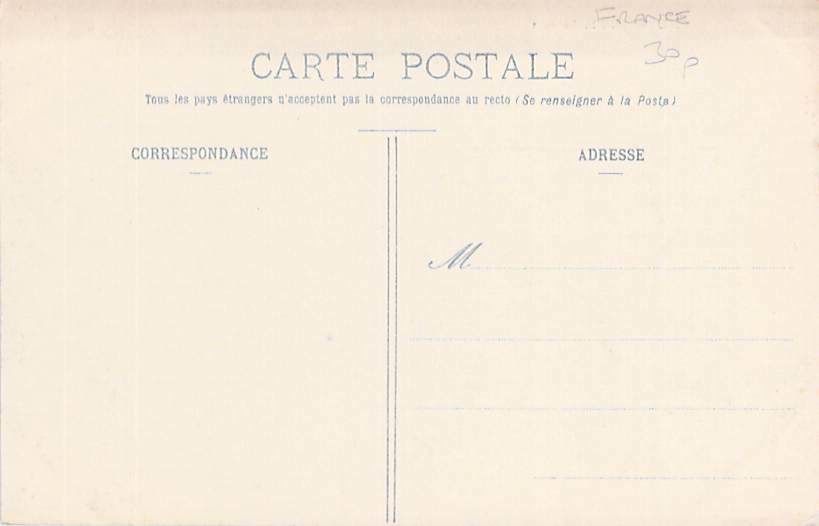 FRANCE
30p
CARTE POSTALE
Tous les pays étrangers n'acceptent pas la correspondance au recto (Se renseigner à la Poste)
CORRESPONDANCE
ADRESSE
M